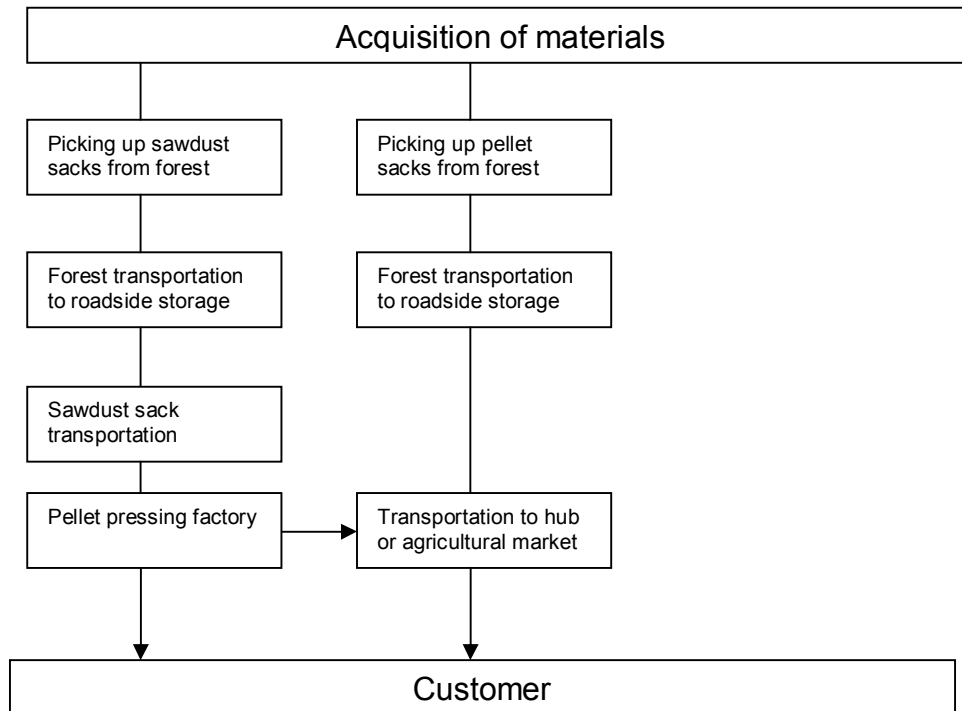 Acquisition of materials
Picking up sawdust
sacks from forest
Picking up pellet
sacks from forest
Forest transportation
to roadside storage
Forest transportation
to roadside storage
Sawdust sack
transportation
Pellet pressing factory
Transportation to hub
or agricultural market
Customer